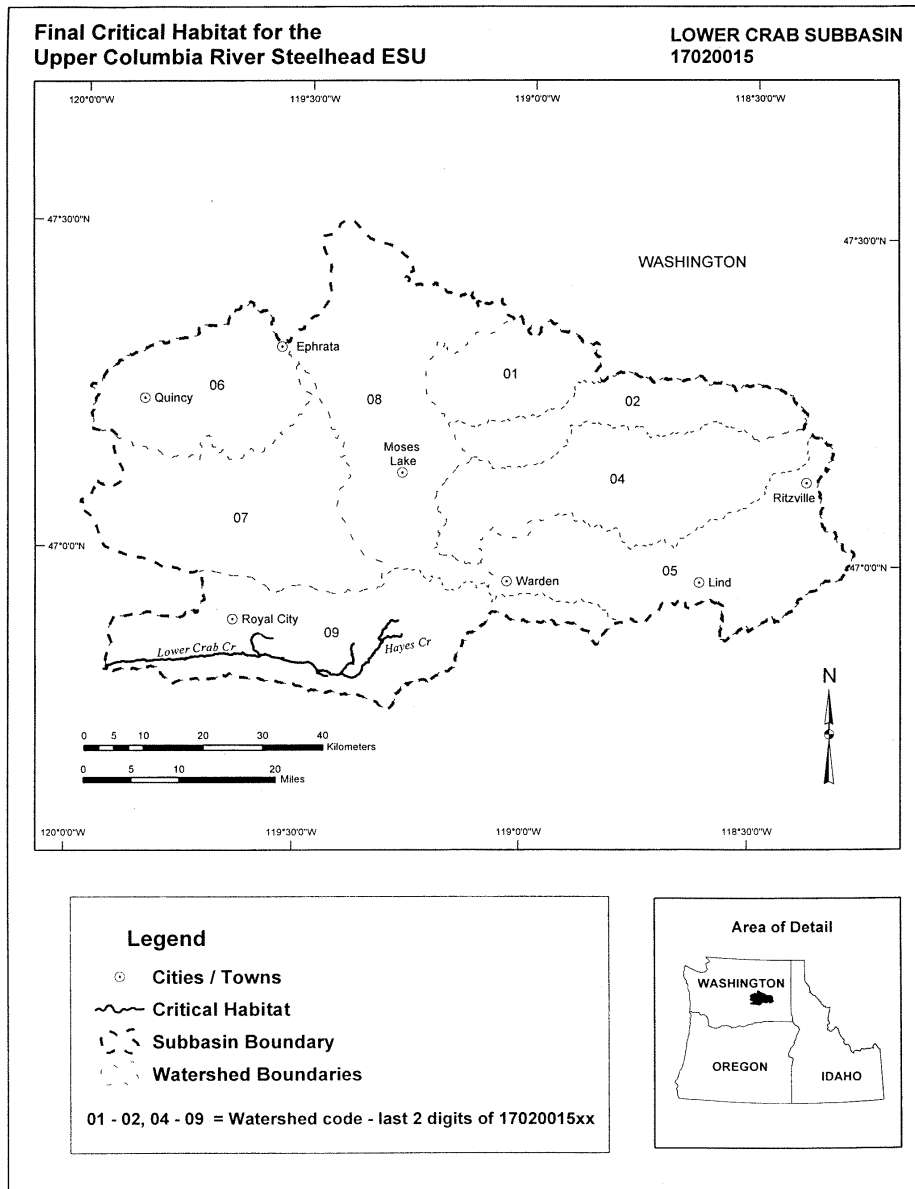 Final Critical Habitat for the
Upper Columbia River Steelhead ESU
LOWER CRAB SUBBASIN
17020015
120°0'0"W
119°30'0"W
119°0'0"W
118°30'0"W
47°30'0"N
47°30'0"N
WASHINGTON
Ephrata
01
06
08
02
Quincy
Moses
Lake
04
Ritzville
07
47°0'0"N
47°0'0"N
05
Warden
Lind
Royal City
09
Lower Crab Cr
Hayes Cr
N
0 5 10 20 30 40
Kilometers
0 5 10 20
Miles
120°0'0"W
119°30'0"W
119°0'0"W
118°30'0"W
Legend
Cities / Towns
Critical Habitat
Subbasin Boundary
Watershed Boundaries
01 - 02, 04 - 09 = Watershed code - last 2 digits of 17020015xx
Area of Detail
WASHINGTON
OREGON
IDAHO